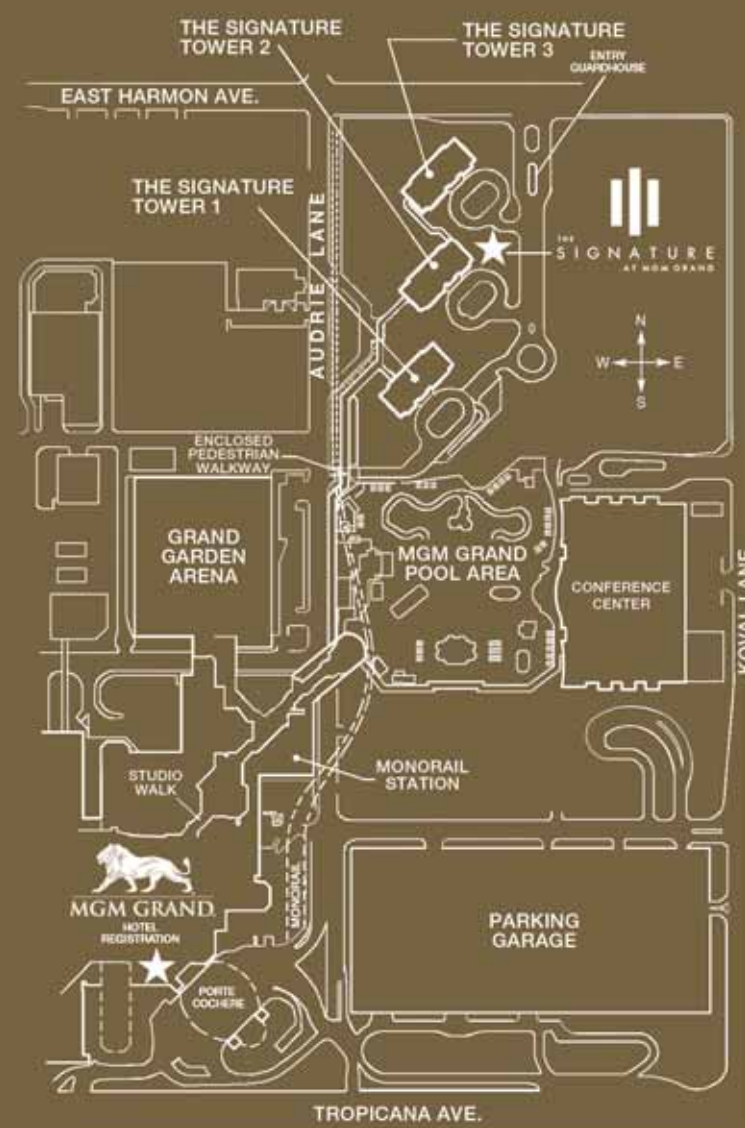 THE SIGNATURE
TOWER 2
THE SIGNATURE
TOWER 3
ENTRY
GUARDHOUSE
EAST HARMON AVE.
THE SIGNATURE
TOWER 1
AUDRIE LANE
THE
SIGNATURE
AT MGM GRAND
N
W E
S
ENCLOSED
PEDESTRIAN
WALKWAY
GRAND
GARDEN
ARENA
MGM GRAND
POOL AREA
CONFERENCE
CENTER
KOVAL LANE
MONORAIL
STATION
STUDIO
WALK
MGM GRAND
HOTEL
REGISTRATION
MONORAIL
PARKING
GARAGE
PORTE
COCHERE
TROPICANA AVE.